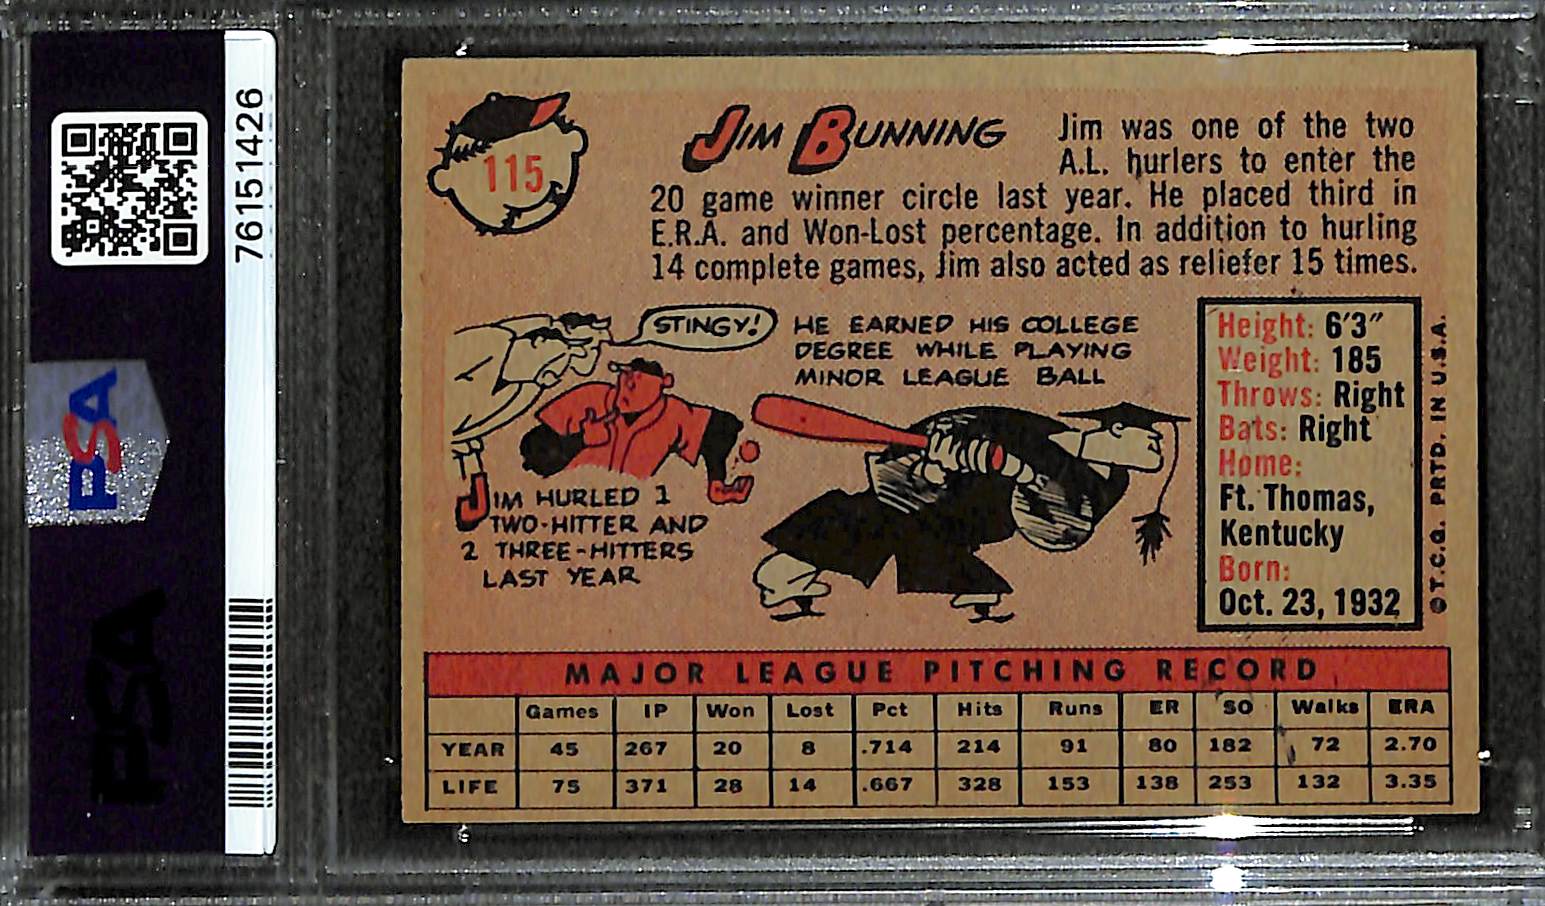 76151426
PSA
PSA
115
JIM BUNNING
Jim was one of the two
A.L. hurlers to enter the
20 game winner circle last year. He placed third in
E.R.A. and Won-Lost percentage. In addition to hurling
14 complete games, Jim also acted as reliefer 15 times.
STINGY!
JIM HURLED 1
TWO-HITTER AND
2 THREE-HITTERS
LAST YEAR
HE EARNED HIS COLLEGE
DEGREE WHILE PLAYING
MINOR LEAGUE BALL
Height: 6'3"
Weight: 185
Throws: Right
Bats: Right
Home:
Ft. Thomas,
Kentucky
Born:
Oct. 23, 1932
© T.C.G. PRTD. IN U.S.A.
MAJOR LEAGUE PITCHING RECORD
Games IP Won Lost Pct Hits Runs ER SO Walks ERA
YEAR 45 267 20 8 .714 214 91 80 182 72 2.70
LIFE 75 371 28 14 .667 328 153 138 253 132 3.35